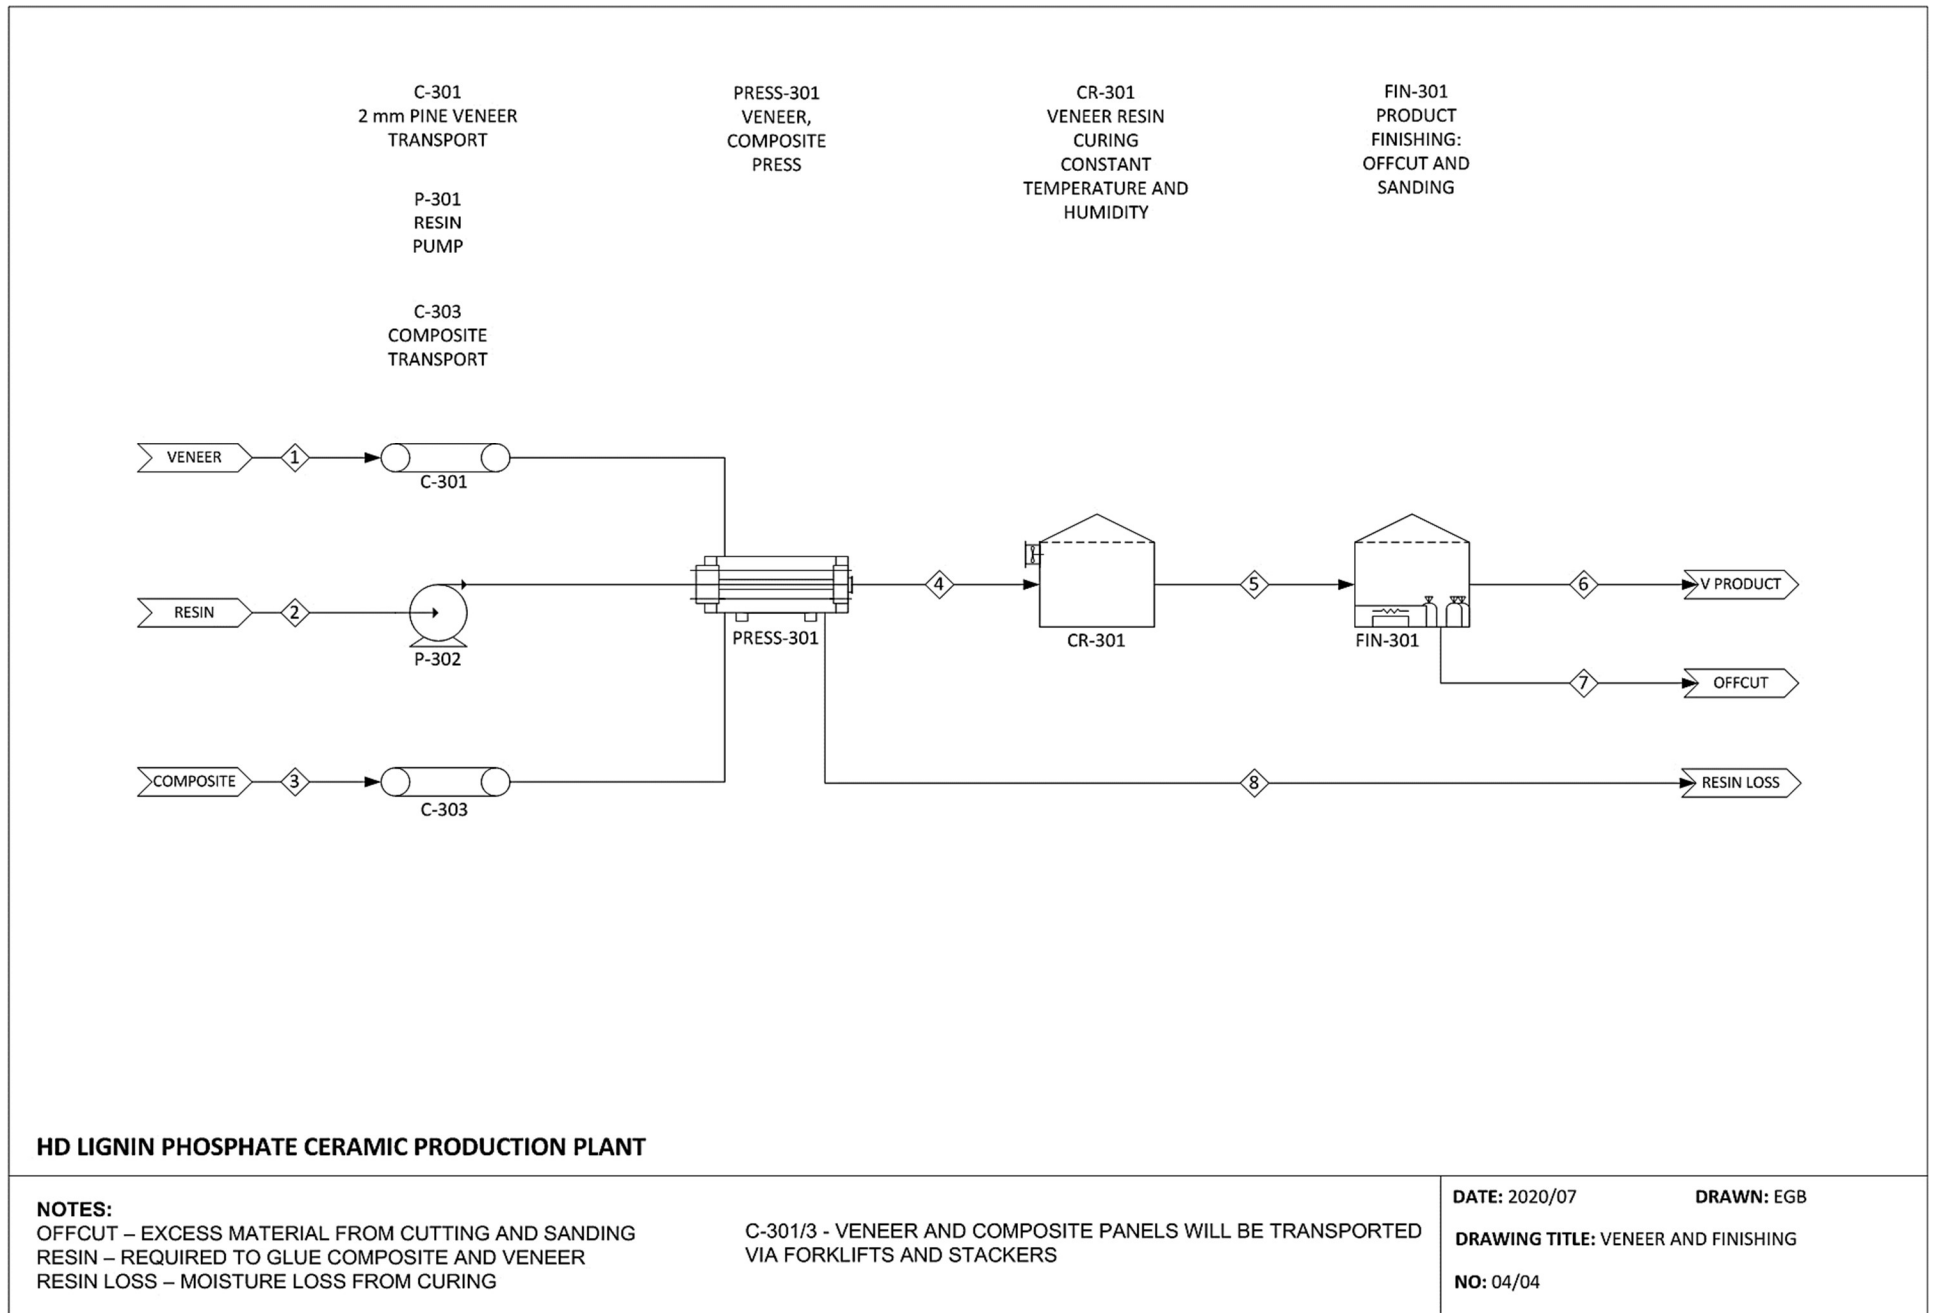 C-301
2 mm PINE VENEER
TRANSPORT
P-301
RESIN
PUMP
C-303
COMPOSITE
TRANSPORT
PRESS-301
VENEER,
COMPOSITE
PRESS
CR-301
VENEER RESIN
CURING
CONSTANT
TEMPERATURE AND
HUMIDITY
FIN-301
PRODUCT
FINISHING:
OFFCUT AND
SANDING
VENEER
1
C-301
RESIN
2
P-302
COMPOSITE
3
C-303
PRESS-301
4
CR-301
5
FIN-301
6
V PRODUCT
7
OFFCUT
8
RESIN LOSS
HD LIGNIN PHOSPHATE CERAMIC PRODUCTION PLANT
NOTES:
OFFCUT – EXCESS MATERIAL FROM CUTTING AND SANDING
RESIN – REQUIRED TO GLUE COMPOSITE AND VENEER
RESIN LOSS – MOISTURE LOSS FROM CURING
C-301/3 - VENEER AND COMPOSITE PANELS WILL BE TRANSPORTED
VIA FORKLIFTS AND STACKERS
DATE: 2020/07 DRAWN: EGB
DRAWING TITLE: VENEER AND FINISHING
NO: 04/04